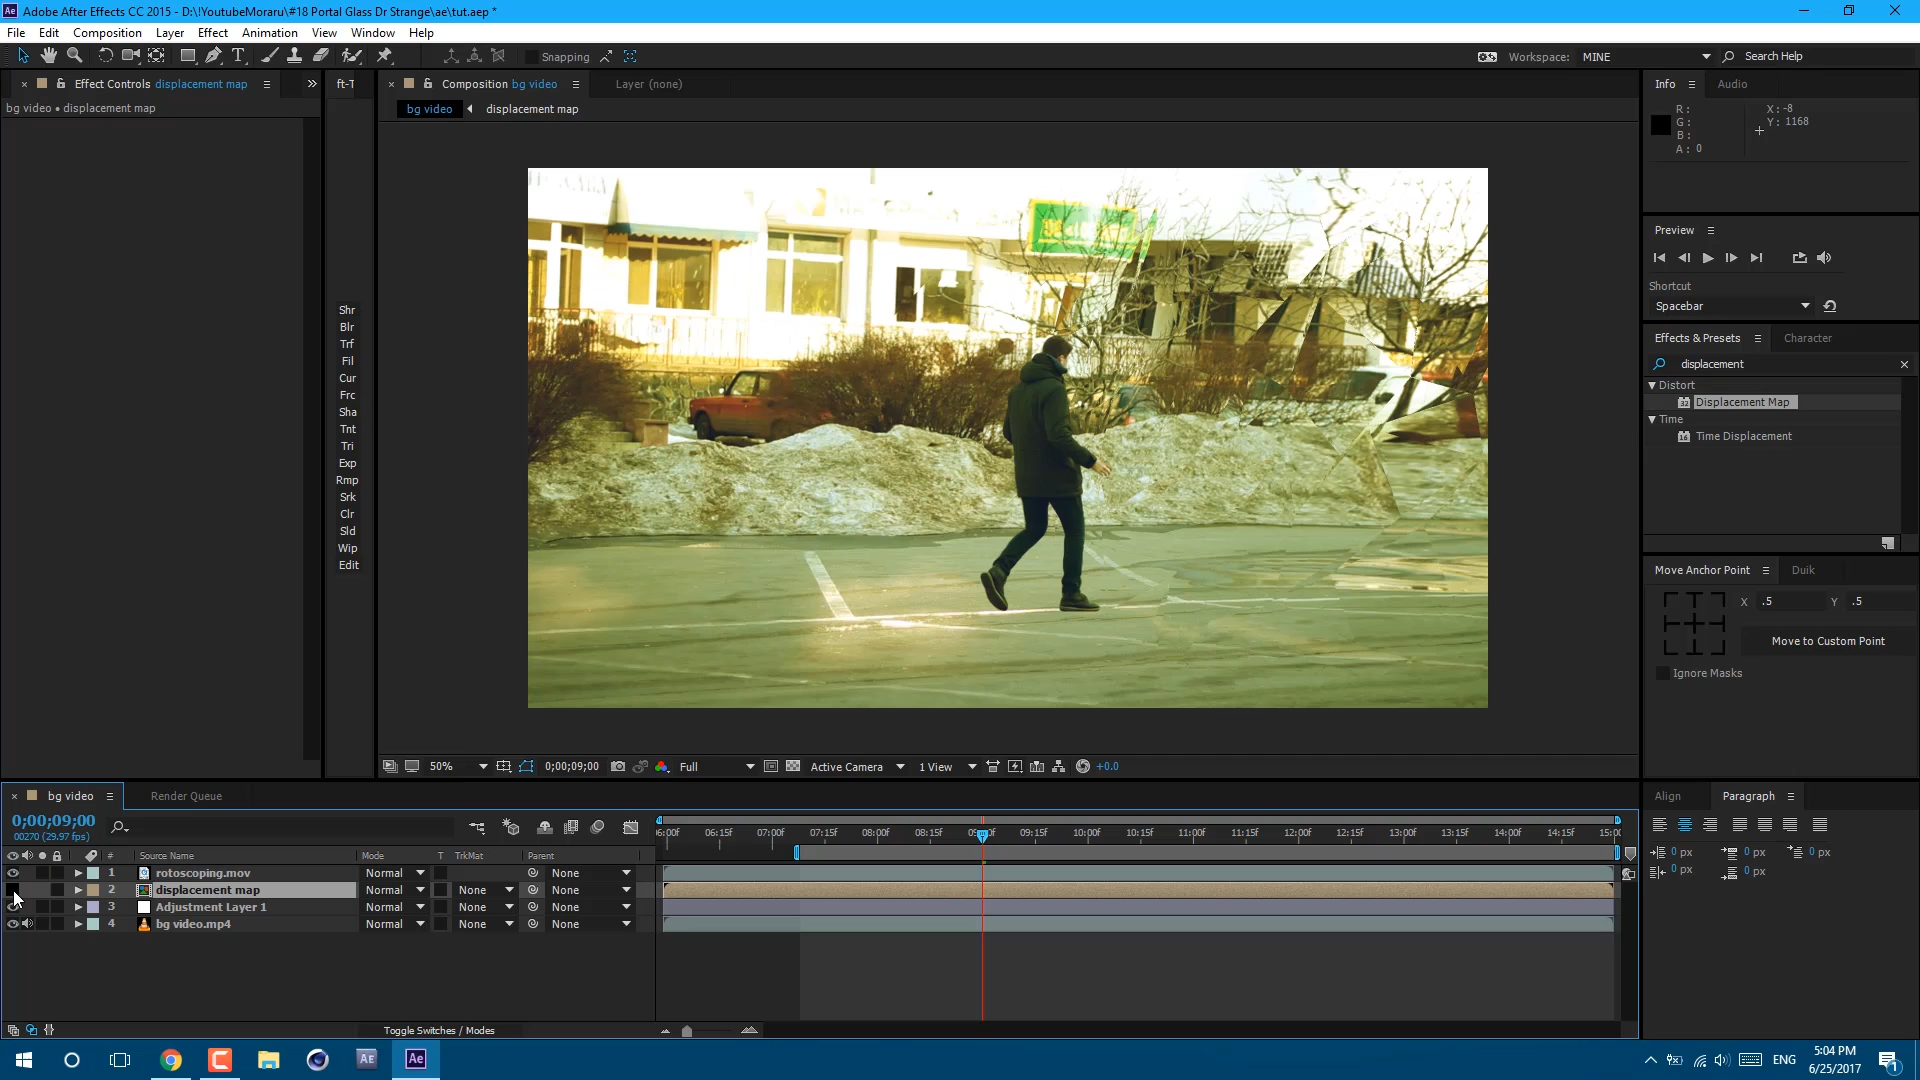 Adobe After Effects CC 2015 - D:\!YoutubeMoraru\#18 Portal Glass Dr Strange\ae\tut.aep *
File Edit Composition Layer Effect Animation View Window Help
Snapping
Workspace: MINE
Search Help
Effect Controls displacement map
ft-T
Composition bg video
Layer (none)
bg video • displacement map
bg video
displacement map
Info
Audio
R :
G :
B :
A : 0
X : -8
Y : 1168
Preview
Shortcut
Spacebar
Effects & Presets
Character
displacement
Distort
Displacement Map
Time
Time Displacement
Shr
Blr
Trf
Fil
Cur
Frc
Sha
Tnt
Tri
Exp
Rmp
Srk
Clr
Sld
Wip
Edit
Move Anchor Point
Duik
X .5 Y .5
Move to Custom Point
Ignore Masks
50%
0;00;09;00
Full
Active Camera
1 View
+0.0
bg video
Render Queue
0;00;09;00
00270 (29.97 fps)
06:15f 07:00f 07:15f 08:00f 08:15f 09:15f 10:00f 10:15f 11:00f 11:15f 12:00f 12:15f 13:00f 13:15f 14:00f 14:15f
# Source Name Mode T TrkMat Parent
1 rotoscoping.mov Normal None
2 displacement map Normal None None
3 Adjustment Layer 1 Normal None None
4 bg video.mp4 Normal None None
Toggle Switches / Modes
Align
Paragraph
0 px 0 px 0 px
0 px 0 px
ENG
5:04 PM
6/25/2017
1